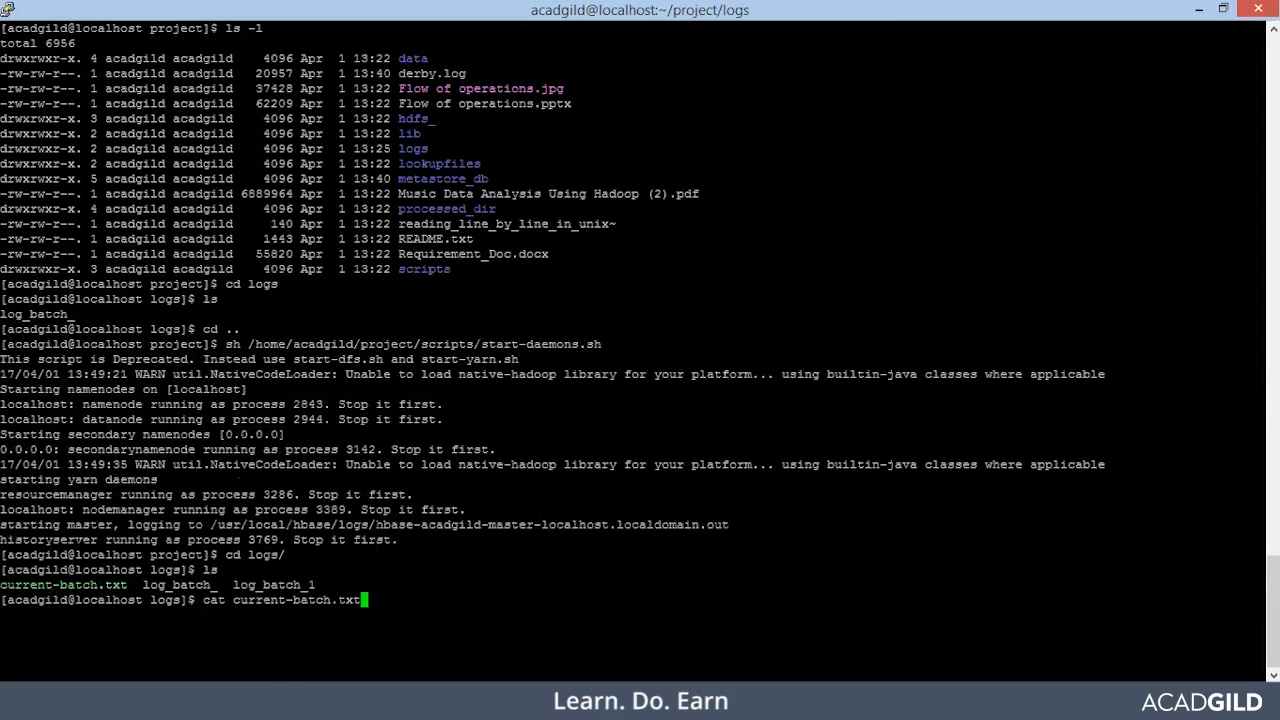 acadgild@localhost:~/project/logs
[acadgild@localhost project]$ ls -l
total 6956
drwxrwxr-x. 4 acadgild acadgild    4096 Apr  1 13:22 data
-rw-rw-r--. 1 acadgild acadgild   20957 Apr  1 13:40 derby.log
-rw-rw-r--. 1 acadgild acadgild   37428 Apr  1 13:22 Flow of operations.jpg
-rw-rw-r--. 1 acadgild acadgild   62209 Apr  1 13:22 Flow of operations.pptx
drwxrwxr-x. 3 acadgild acadgild    4096 Apr  1 13:22 hdfs_
drwxrwxr-x. 2 acadgild acadgild    4096 Apr  1 13:22 lib
drwxrwxr-x. 2 acadgild acadgild    4096 Apr  1 13:25 logs
drwxrwxr-x. 2 acadgild acadgild    4096 Apr  1 13:22 lookupfiles
drwxrwxr-x. 5 acadgild acadgild    4096 Apr  1 13:40 metastore_db
-rw-rw-r--. 1 acadgild acadgild 6889964 Apr  1 13:22 Music Data Analysis Using Hadoop (2).pdf
drwxrwxr-x. 4 acadgild acadgild    4096 Apr  1 13:22 processed_dir
-rw-rw-r--. 1 acadgild acadgild     140 Apr  1 13:22 reading_line_by_line_in_unix~
-rw-rw-r--. 1 acadgild acadgild    1443 Apr  1 13:22 README.txt
-rw-rw-r--. 1 acadgild acadgild   55820 Apr  1 13:22 Requirement_Doc.docx
drwxrwxr-x. 3 acadgild acadgild    4096 Apr  1 13:22 scripts
[acadgild@localhost project]$ cd logs
[acadgild@localhost logs]$ ls
log_batch_
[acadgild@localhost logs]$ cd ..
[acadgild@localhost project]$ sh /home/acadgild/project/scripts/start-daemons.sh
This script is Deprecated. Instead use start-dfs.sh and start-yarn.sh
17/04/01 13:49:21 WARN util.NativeCodeLoader: Unable to load native-hadoop library for your platform... using builtin-java classes where applicable
Starting namenodes on [localhost]
localhost: namenode running as process 2843. Stop it first.
localhost: datanode running as process 2944. Stop it first.
Starting secondary namenodes [0.0.0.0]
0.0.0.0: secondarynamenode running as process 3142. Stop it first.
17/04/01 13:49:35 WARN util.NativeCodeLoader: Unable to load native-hadoop library for your platform... using builtin-java classes where applicable
starting yarn daemons
resourcemanager running as process 3286. Stop it first.
localhost: nodemanager running as process 3389. Stop it first.
starting master, logging to /usr/local/hbase/logs/hbase-acadgild-master-localhost.localdomain.out
historyserver running as process 3769. Stop it first.
[acadgild@localhost project]$ cd logs/
[acadgild@localhost logs]$ ls
current-batch.txt  log_batch_  log_batch_1
[acadgild@localhost logs]$ cat current-batch.txt
Learn. Do. Earn
ACADGILD